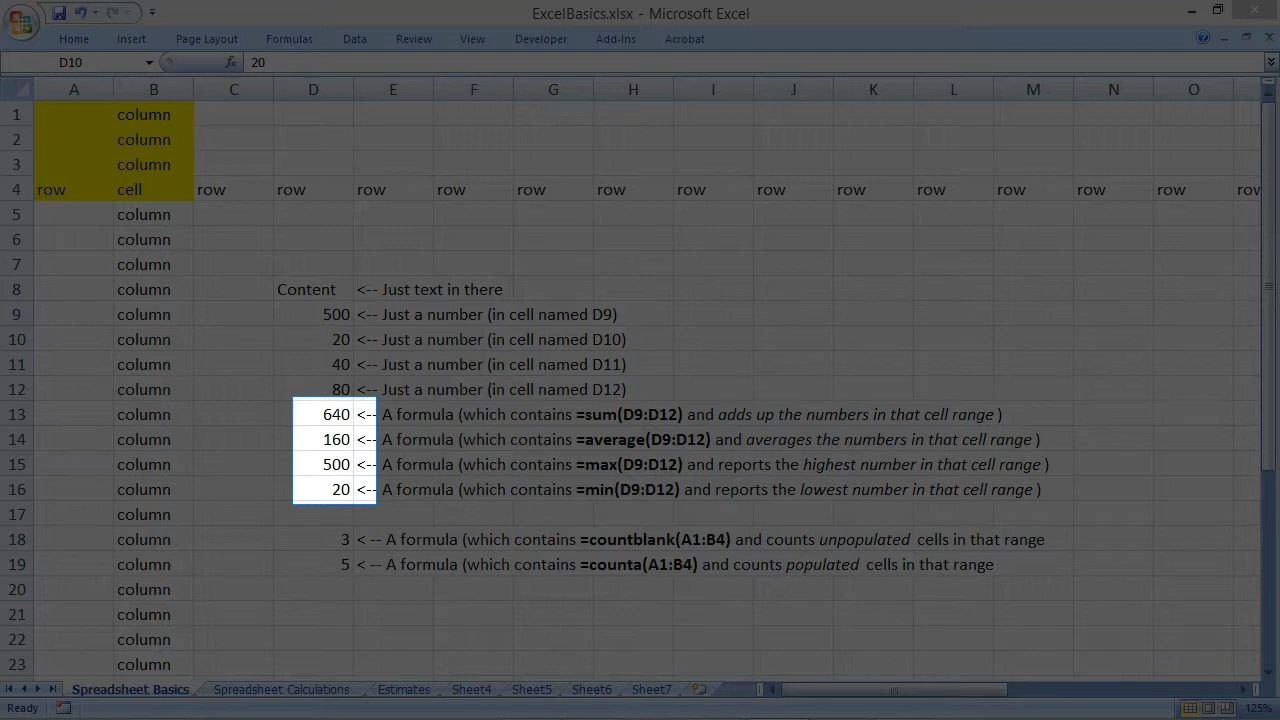 ExcelBasics.xlsx - Microsoft Excel
Home Insert Page Layout Formulas Data Review View Developer Add-Ins Acrobat
D10 fx 20
A B C D E F G H I J K L M N O
1 column
2 column
3 column
4 row cell row row row row row row row row row row row row row row
5 column
6 column
7 column
8 column Content <-- Just text in there
9 column 500 <-- Just a number (in cell named D9)
10 column 20 <-- Just a number (in cell named D10)
11 column 40 <-- Just a number (in cell named D11)
12 column 80 <-- Just a number (in cell named D12)
13 column 640 <-- A formula (which contains =sum(D9:D12) and adds up the numbers in that cell range )
14 column 160 <-- A formula (which contains =average(D9:D12) and averages the numbers in that cell range )
15 column 500 <-- A formula (which contains =max(D9:D12) and reports the highest number in that cell range )
16 column 20 <-- A formula (which contains =min(D9:D12) and reports the lowest number in that cell range )
17 column
18 column 3 < -- A formula (which contains =countblank(A1:B4) and counts unpopulated cells in that range
19 column 5 < -- A formula (which contains =counta(A1:B4) and counts populated cells in that range
20 column
21 column
22 column
23 column
Spreadsheet Basics Spreadsheet Calculations Estimates Sheet4 Sheet5 Sheet6 Sheet7
Ready 125%